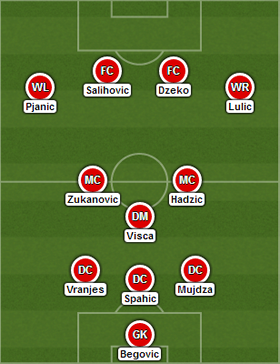 FC FC
WL WR
Salihovic Dzeko
Pjanic Lulic
MC MC
Zukanovic Hadzic
DM
Visca
DC DC
DC
Vranjes Mujdza
Spahic
GK
Begovic